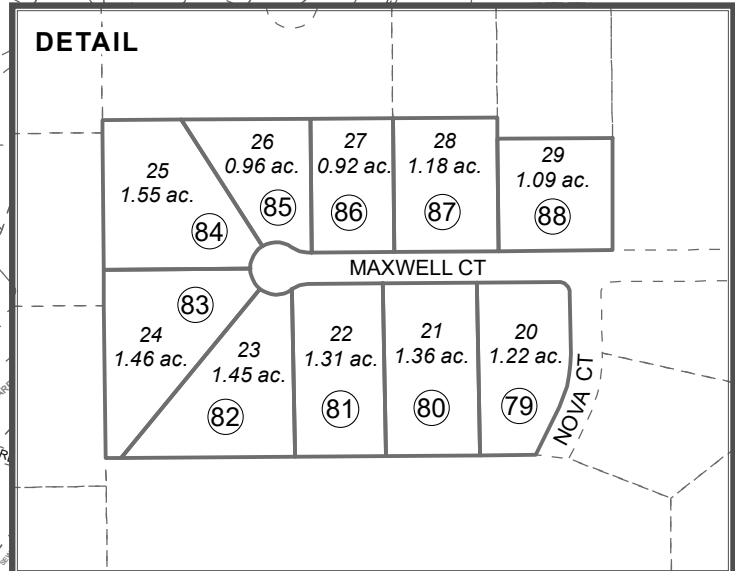 DETAIL
26
0.96 ac.
27
0.92 ac.
28
1.18 ac.
29
1.09 ac.
25
1.55 ac.
84
85
86
87
88
MAXWELL CT
83
24
1.46 ac.
23
1.45 ac.
22
1.31 ac.
21
1.36 ac.
20
1.22 ac.
82
81
80
79
NOVA CT